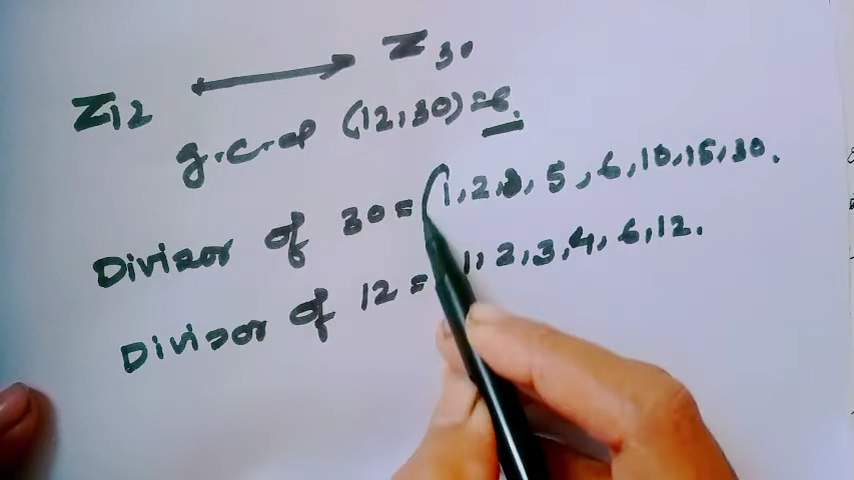 Z12 ⟷ Z30
g.c.d (12,30)=6.
Divisor of 30 = (1,2,3,5,6,10,15,30.
Divisor of 12 = 1,2,3,4,6,12.